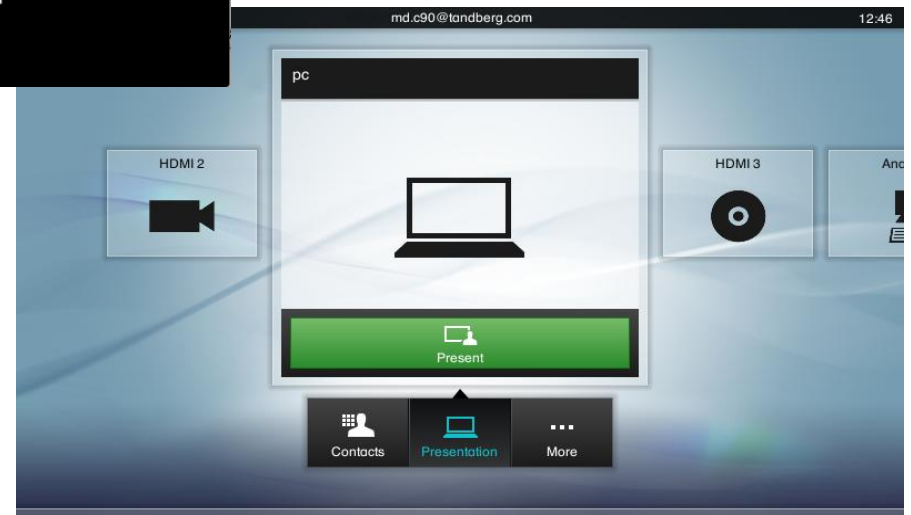 md.c90@tandberg.com
12:46
pc
HDMI 2
HDMI 3
Present
Contacts
Presentation
More